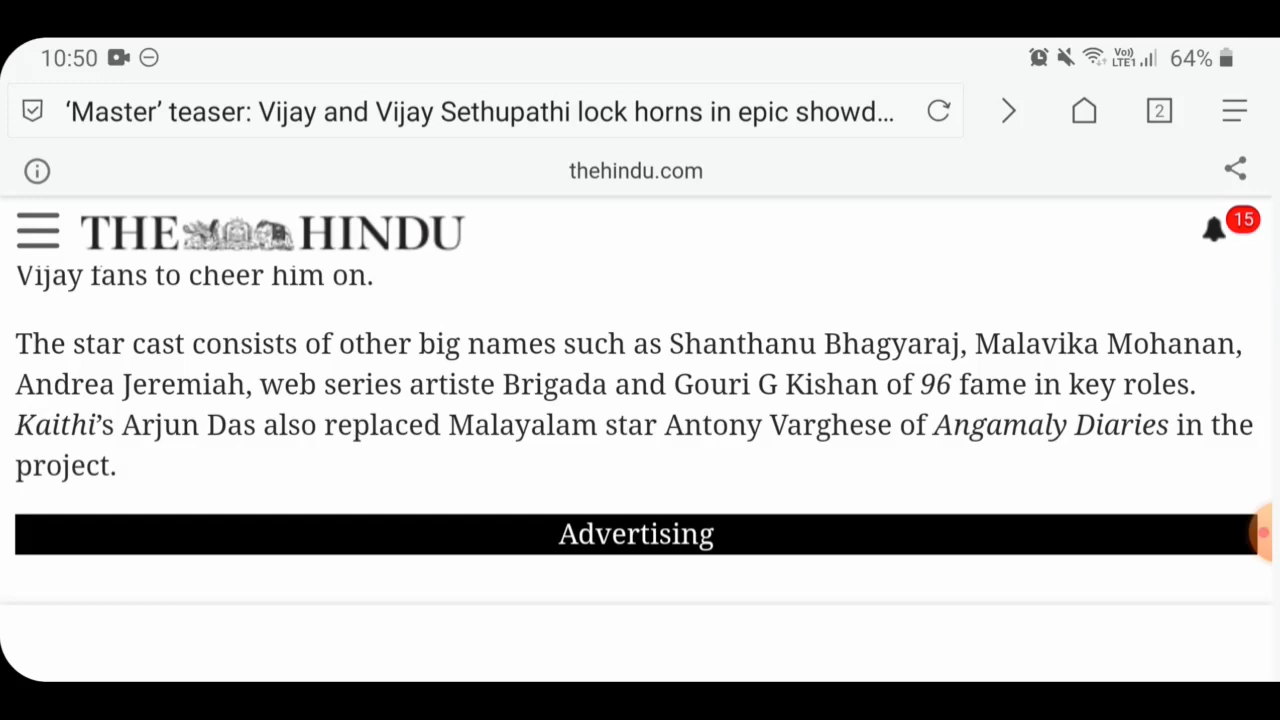 10:50 Vo)) LTE1 64%
‘Master’ teaser: Vijay and Vijay Sethupathi lock horns in epic showd... 2
thehindu.com
THE HINDU 15
Vijay fans to cheer him on.
The star cast consists of other big names such as Shanthanu Bhagyaraj, Malavika Mohanan,
Andrea Jeremiah, web series artiste Brigada and Gouri G Kishan of 96 fame in key roles.
Kaithi’s Arjun Das also replaced Malayalam star Antony Varghese of Angamaly Diaries in the
project.
Advertising